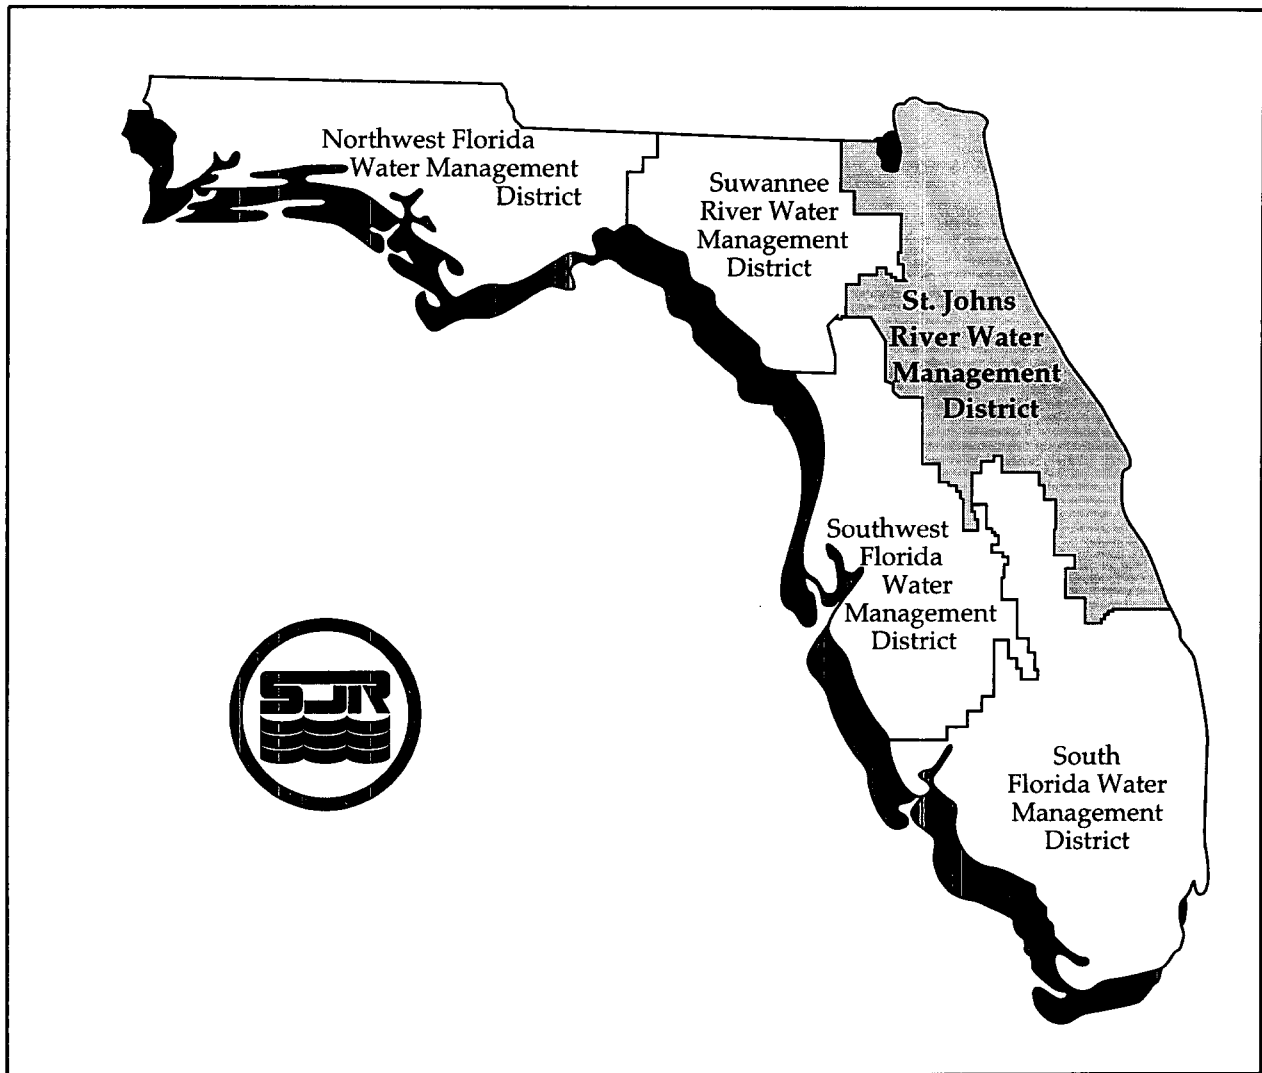 Northwest Florida
Water Management
District
Suwannee
River Water
Management
District
St. Johns
River Water
Management
District
Southwest
Florida
Water
Management
District
SJR
South
Florida Water
Management
District